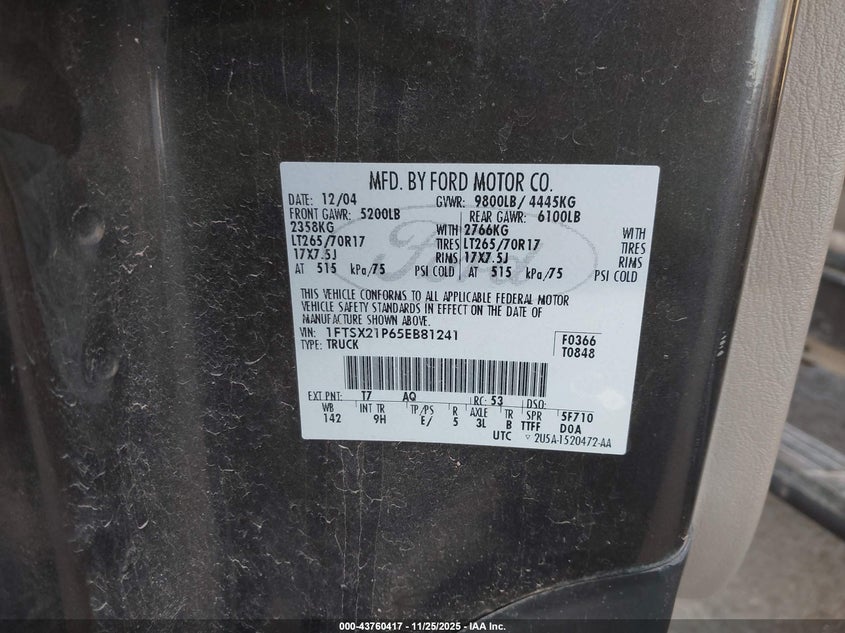 MFD. BY FORD MOTOR CO.
DATE: 12/04 GVWR: 9800LB/ 4445KG
FRONT GAWR: 5200LB REAR GAWR: 6100LB
2358KG WITH 2766KG WITH
LT265/70R17 TIRES LT265/70R17 TIRES
17X7.5J RIMS 17X7.5J RIMS
AT 515 kPa/75 PSI COLD AT 515 kPa/75 PSI COLD
THIS VEHICLE CONFORMS TO ALL APPLICABLE FEDERAL MOTOR
VEHICLE SAFETY STANDARDS IN EFFECT ON THE DATE OF
MANUFACTURE SHOWN ABOVE.
VIN: 1FTSX21P65EB81241 F0366
TYPE: TRUCK T0848
EXT PNT: T7 AQ RC: 53 DSO:
WB INT TR TP/PS R AXLE TR SPR 5F710
142 9H E/ 5 3L B TTFF DOA
UTC ▽ 2U5A-1520472-AA
Ford
000-43760417 - 11/25/2025 - IAA Inc.